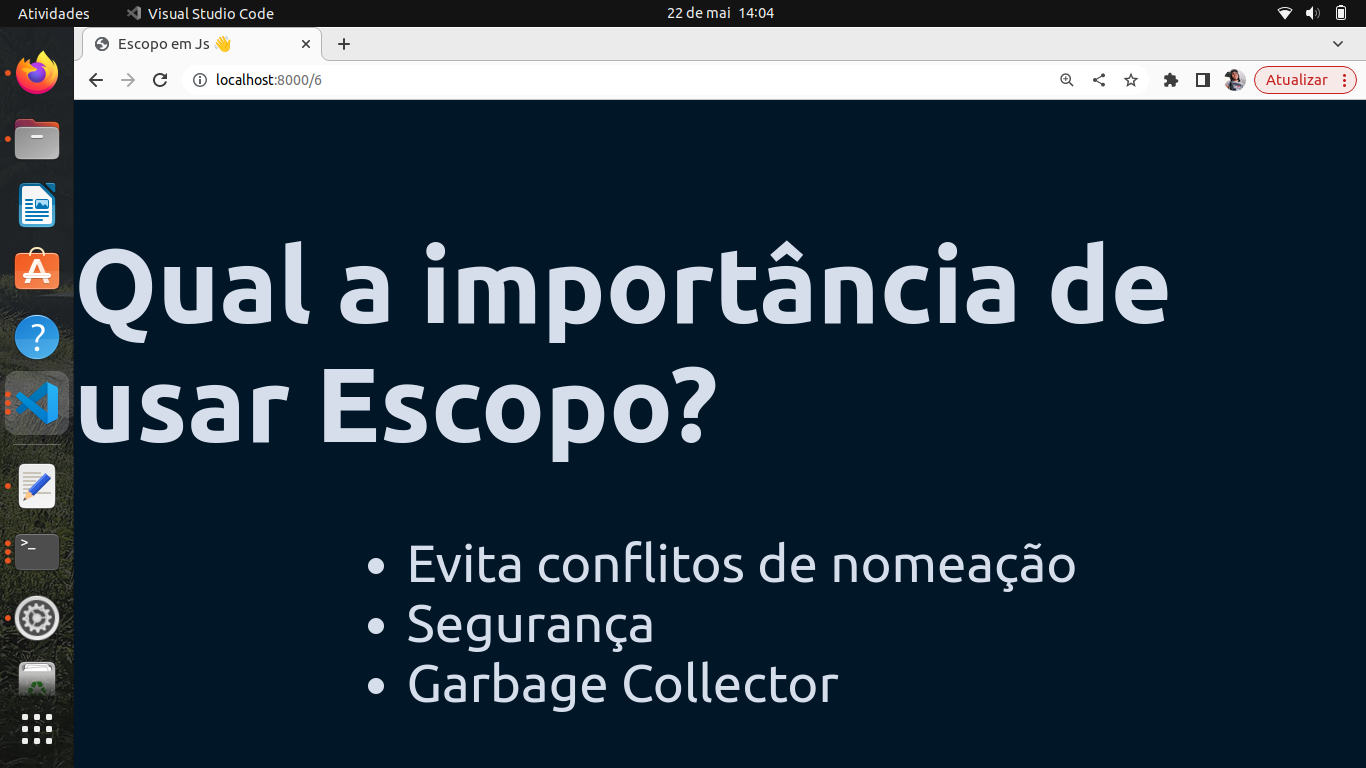 Atividades Visual Studio Code 22 de mai 14:04
Escopo em Js 👋
localhost:8000/6 Atualizar
Qual a importância de
usar Escopo?
• Evita conflitos de nomeação
• Segurança
• Garbage Collector